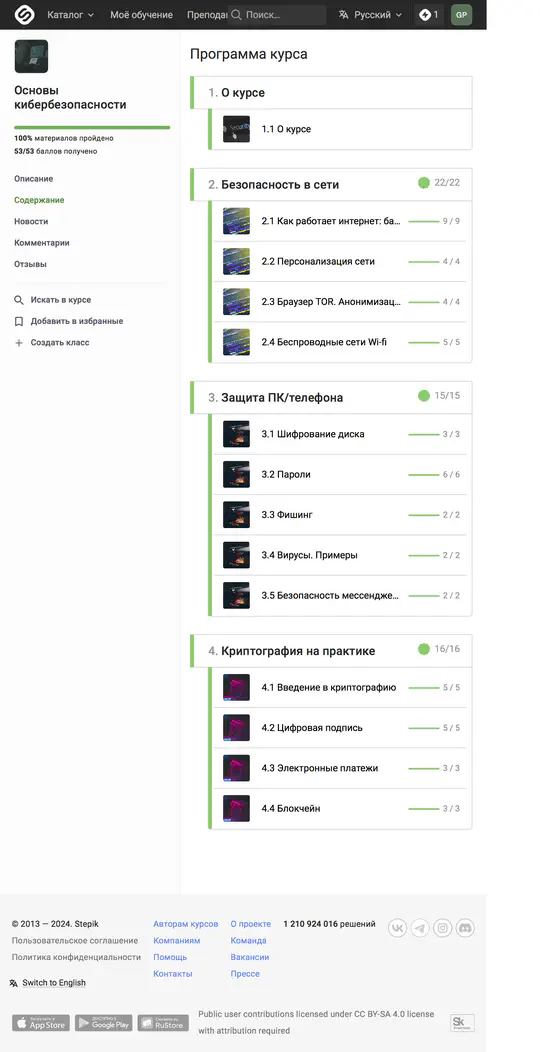 Каталог
Моё обучение
Преподав
Поиск...
Русский
1
GP
Основы
кибербезопасности
100% материалов пройдено
53/53 баллов получено
Описание
Содержание
Новости
Комментарии
Отзывы
Искать в курсе
Добавить в избранные
Создать класс
Программа курса
1. О курсе
1.1 О курсе
2. Безопасность в сети
22/22
2.1 Как работает интернет: ба...
9 / 9
2.2 Персонализация сети
4 / 4
2.3 Браузер TOR. Анонимизац...
4 / 4
2.4 Беспроводные сети Wi-fi
5 / 5
3. Защита ПК/телефона
15/15
3.1 Шифрование диска
3 / 3
3.2 Пароли
6 / 6
3.3 Фишинг
2 / 2
3.4 Вирусы. Примеры
2 / 2
3.5 Безопасность мессендже...
2 / 2
4. Криптография на практике
16/16
4.1 Введение в криптографию
5 / 5
4.2 Цифровая подпись
5 / 5
4.3 Электронные платежи
3 / 3
4.4 Блокчейн
3 / 3
© 2013 — 2024. Stepik
Пользовательское соглашение
Политика конфиденциальности
Switch to English
Авторам курсов
Компаниям
Помощь
Контакты
О проекте
Команда
Вакансии
Прессе
1 210 924 016 решений
App Store
Google Play
RuStore
Public user contributions licensed under CC BY-SA 4.0 license
with attribution required
Sk